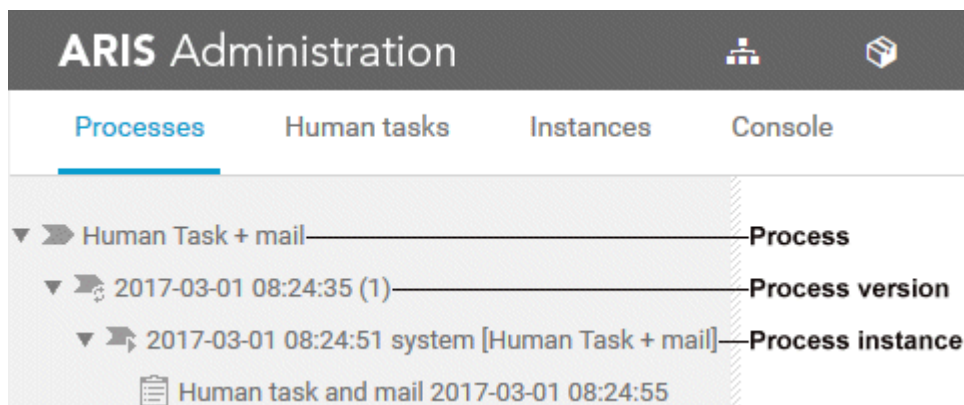 ARIS Administration
Processes Human tasks Instances Console
Human Task + mail Process
2017-03-01 08:24:35 (1) Process version
2017-03-01 08:24:51 system [Human Task + mail] Process instance
Human task and mail 2017-03-01 08:24:55